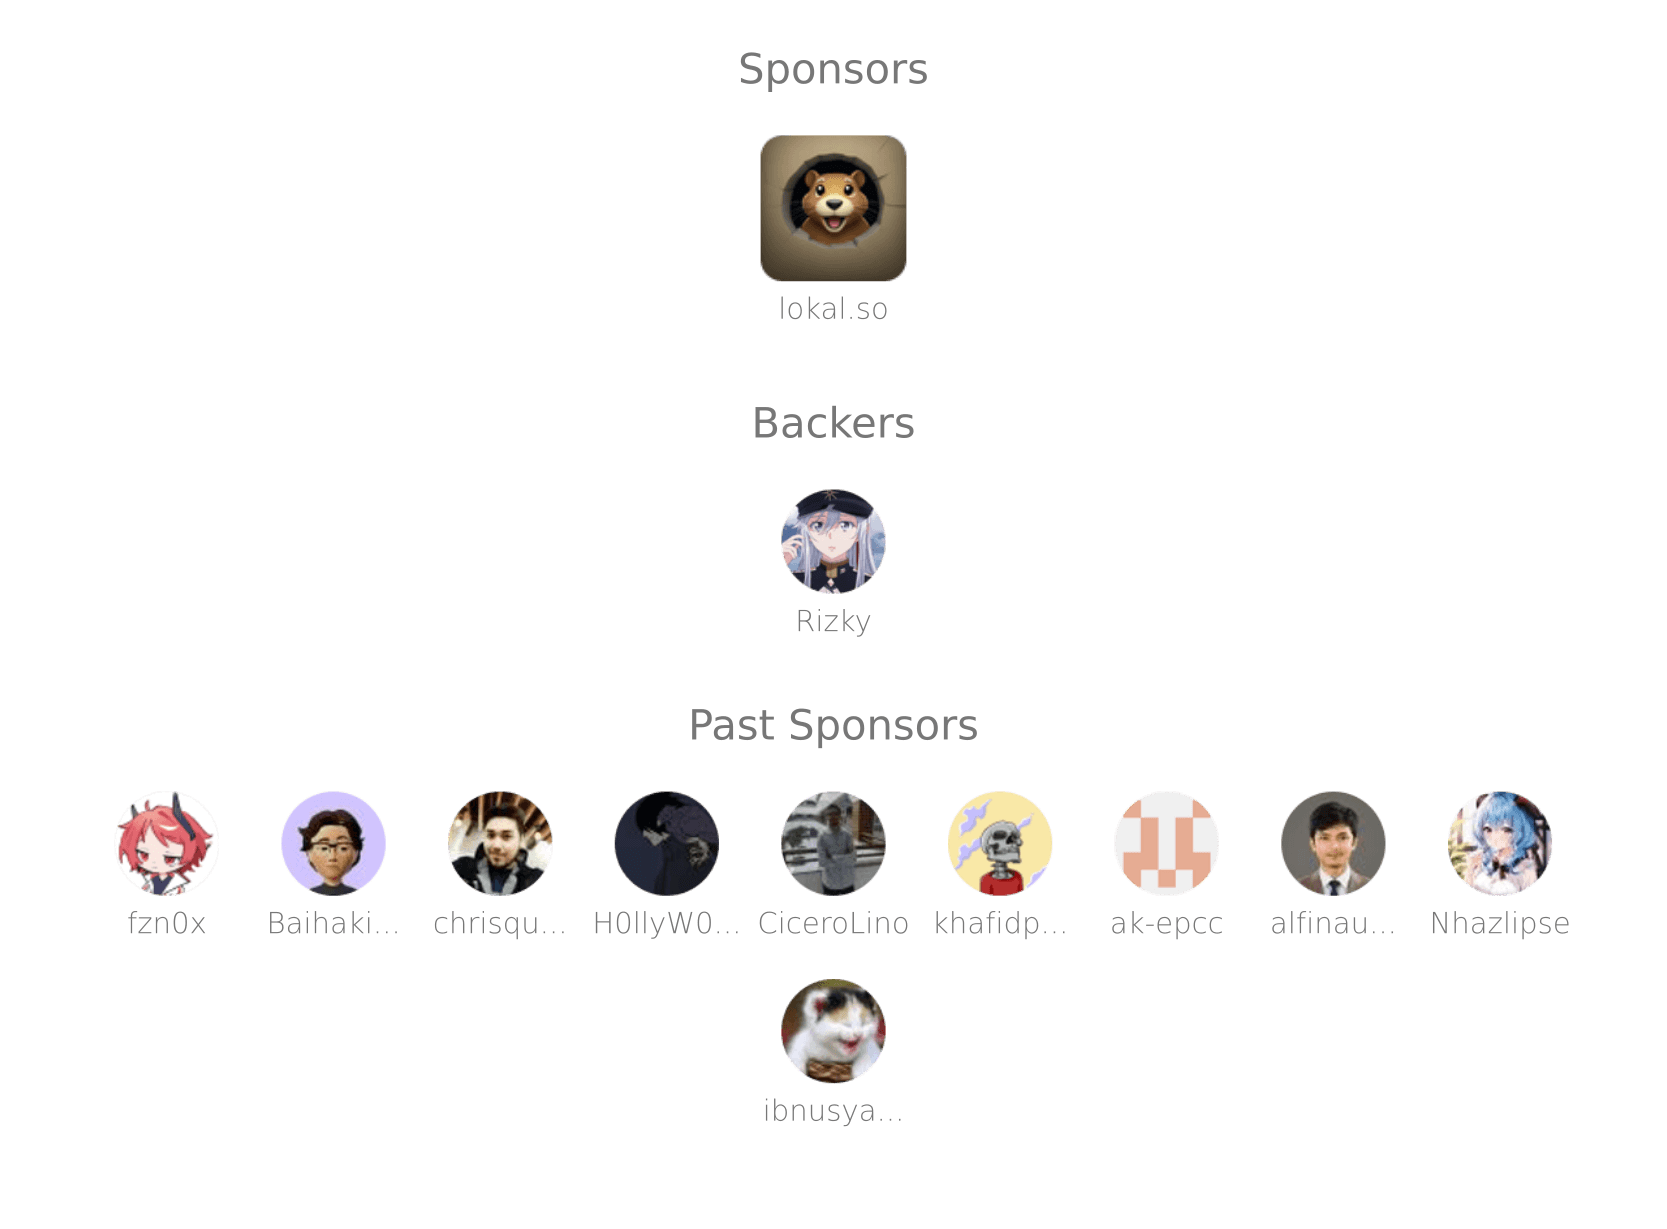 Sponsors
lokal.so
Backers
Rizky
Past Sponsors
fzn0x Baihaki... chrisqu... H0llyW0... CiceroLino khafidp... ak-epcc alfinau... Nhazlipse
ibnusya...